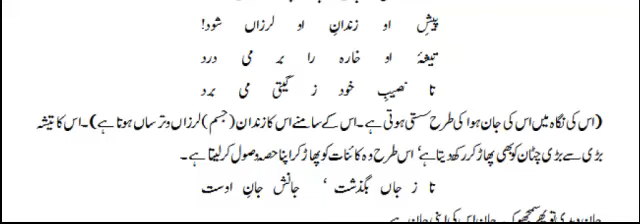 پیشِ او زندانِ او لرزاں شود!
تیشۂ او خارہ را بر می درد
تا نصیبِ خود ز گیتی می برد
(اس کی نگاہ میں اس کی جان ہوا کی طرح سستی ہوتی ہے۔ اس کے سامنے اس کا زندان (جسم) لرزاں و ترساں ہوتا ہے)۔ اس کا تیشہ
بڑی سے بڑی چٹان کو بھی پھاڑ کر رکھ دیتا ہے‘ اس طرح وہ کائنات کو پھاڑ کر اپنا حصہ وصول کر لیتا ہے۔
تا ز جاں بگذشت ‘ جانش جانِ اوست